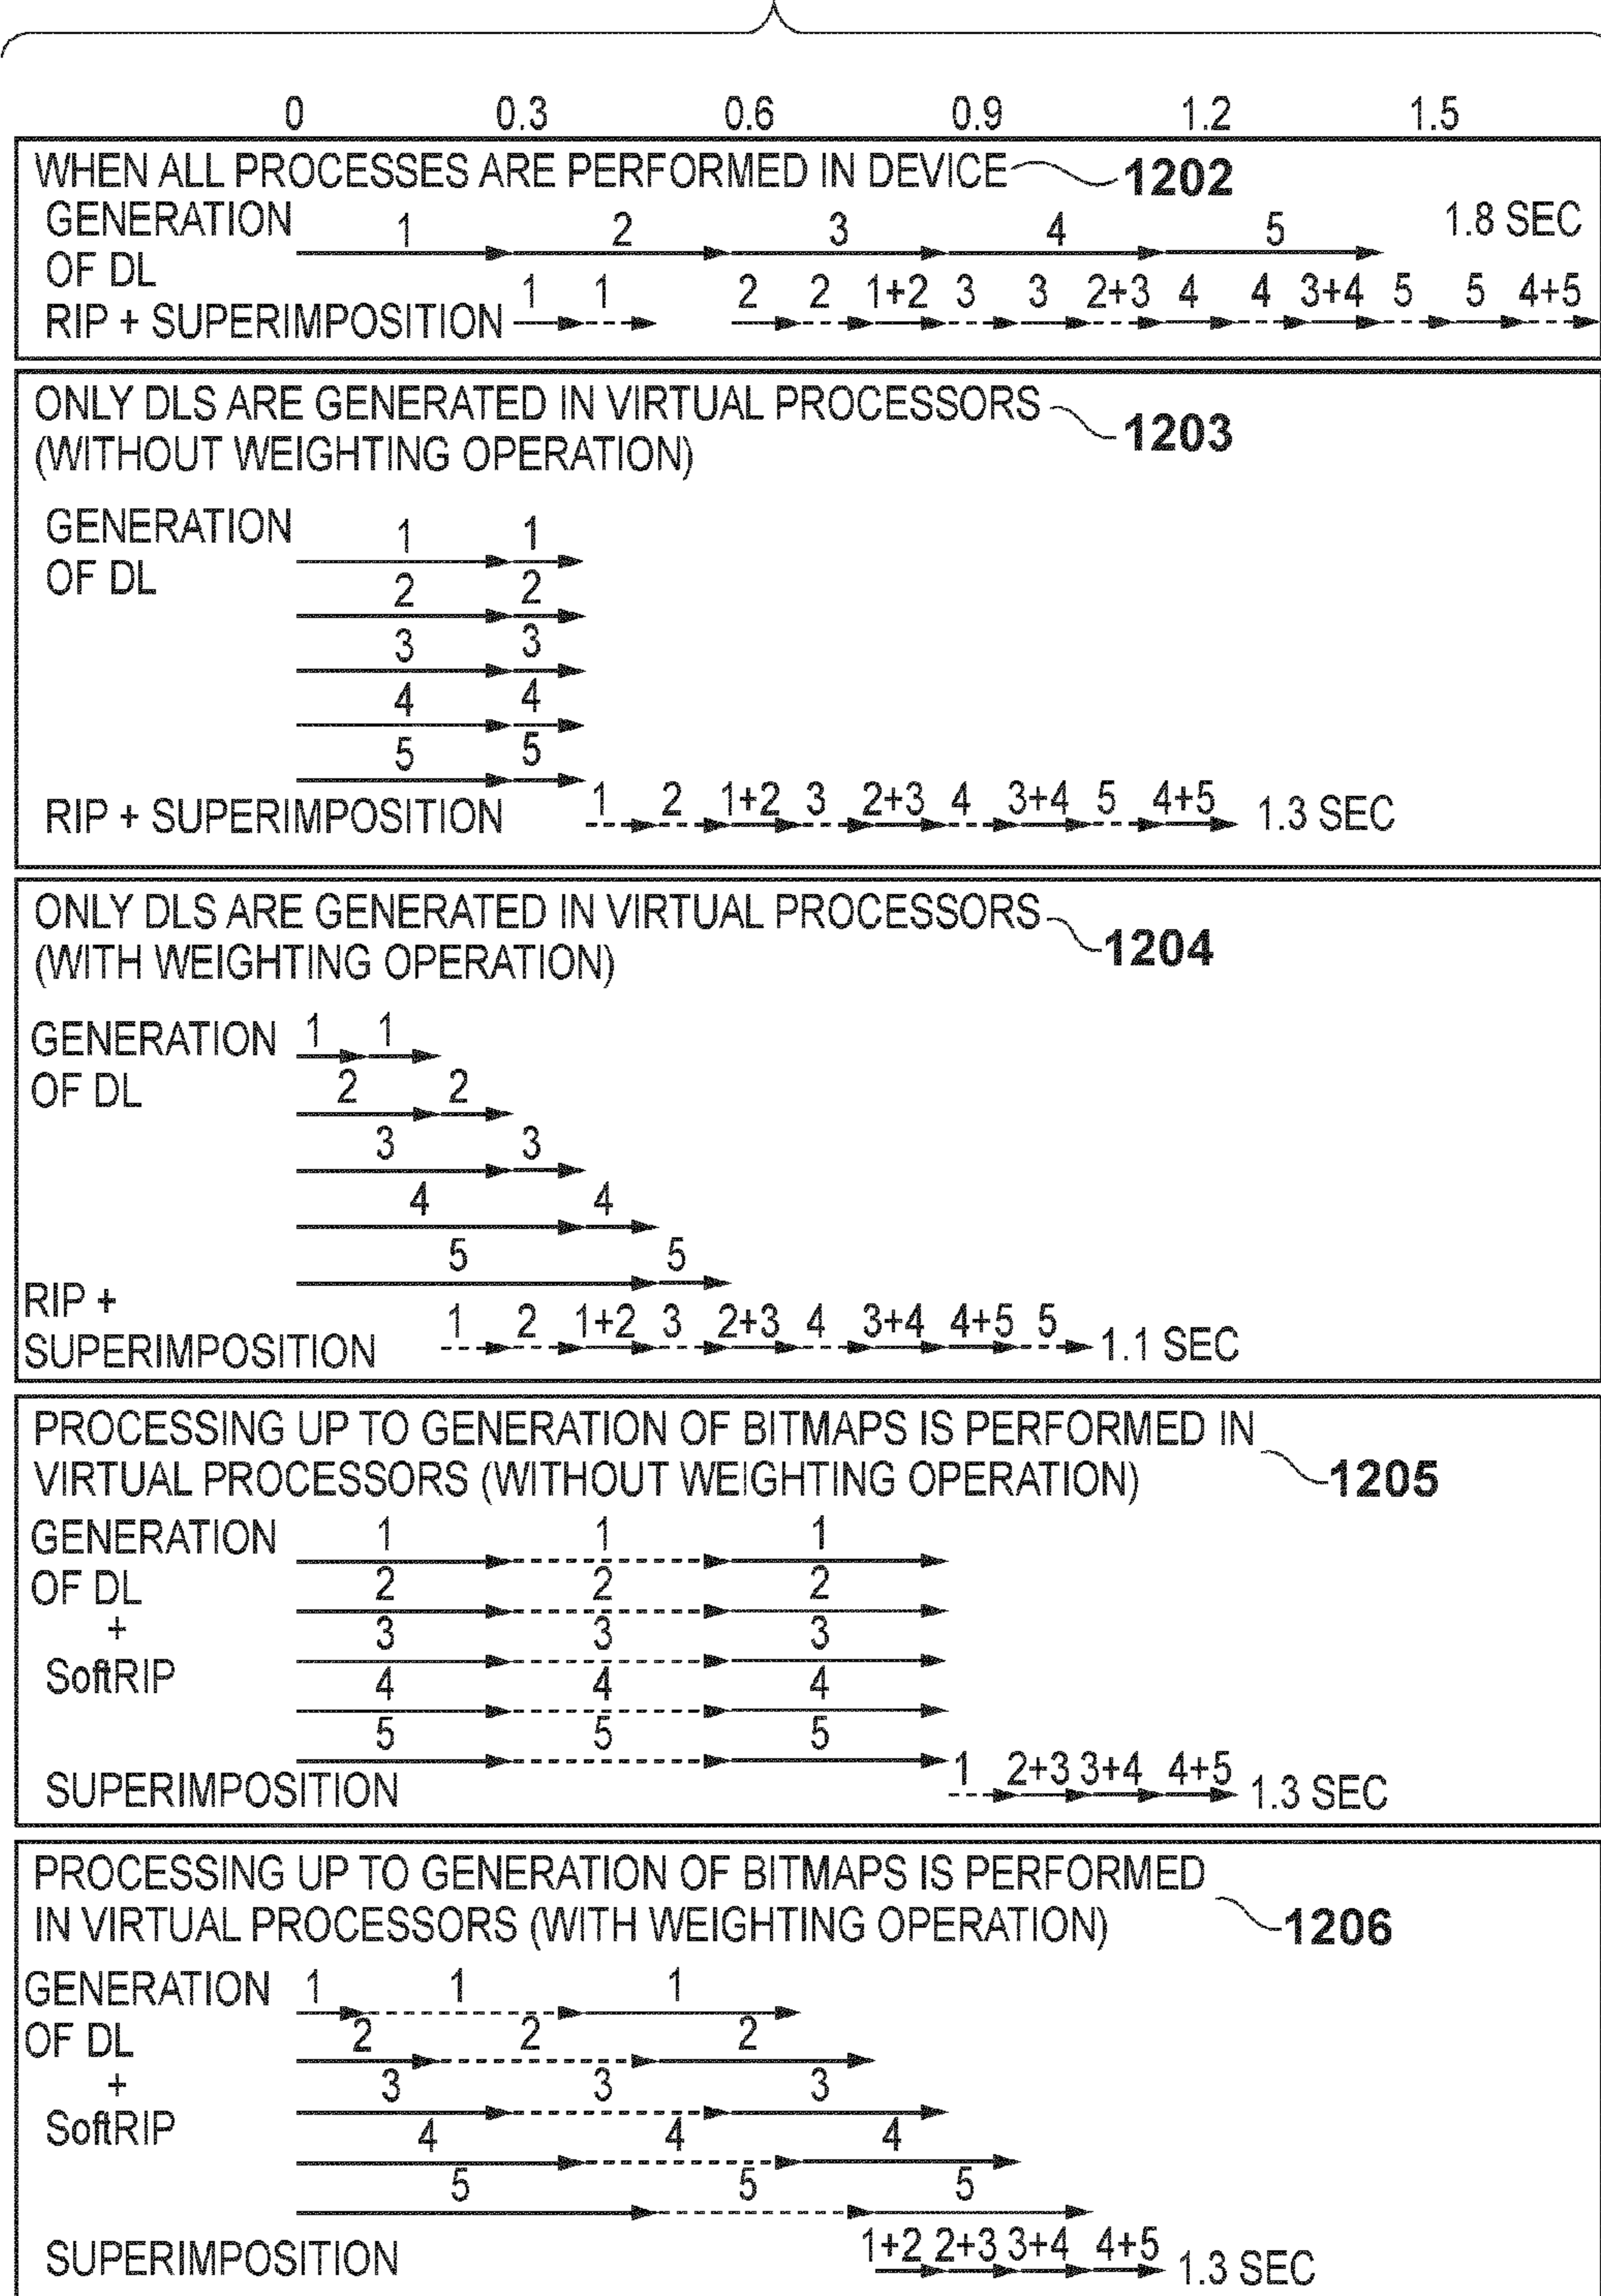 0 0.3 0.6 0.9 1.2 1.5
WHEN ALL PROCESSES ARE PERFORMED IN DEVICE 1202
GENERATION 1 2 3 4 5 1.8 SEC
OF DL
1 1 2 2 1+2 3 3 2+3 4 4 3+4 5 5 4+5
RIP + SUPERIMPOSITION
ONLY DLS ARE GENERATED IN VIRTUAL PROCESSORS 1203
(WITHOUT WEIGHTING OPERATION)
GENERATION 1 1
OF DL
2 2
3 3
4 4
5 5
1 2 1+2 3 2+3 4 3+4 5 4+5
RIP + SUPERIMPOSITION 1.3 SEC
ONLY DLS ARE GENERATED IN VIRTUAL PROCESSORS 1204
(WITH WEIGHTING OPERATION)
GENERATION 1 1
OF DL 2 2
3 3
4 4
5 5
RIP +
1 2 1+2 3 2+3 4 3+4 4+5 5
SUPERIMPOSITION 1.1 SEC
PROCESSING UP TO GENERATION OF BITMAPS IS PERFORMED IN
VIRTUAL PROCESSORS (WITHOUT WEIGHTING OPERATION) 1205
GENERATION 1 1 1
OF DL 2 2 2
+ 3 3 3
SoftRIP 4 4 4
5 5 5
1 2+3 3+4 4+5
SUPERIMPOSITION 1.3 SEC
PROCESSING UP TO GENERATION OF BITMAPS IS PERFORMED
IN VIRTUAL PROCESSORS (WITH WEIGHTING OPERATION) 1206
GENERATION 1 1 1
OF DL 2 2 2
+ 3 3 3
SoftRIP 4 4 4
5 5 5
1+2 2+3 3+4 4+5
SUPERIMPOSITION 1.3 SEC